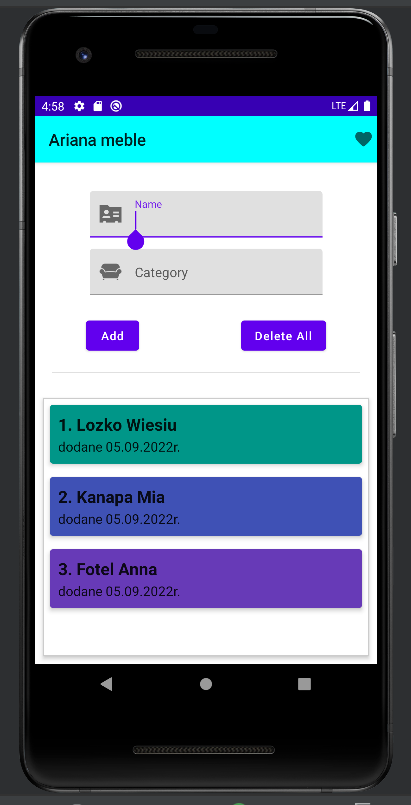 4:58
LTE
Ariana meble
Name
Category
Add
Delete All
1. Lozko Wiesiu
dodane 05.09.2022r.
2. Kanapa Mia
dodane 05.09.2022r.
3. Fotel Anna
dodane 05.09.2022r.